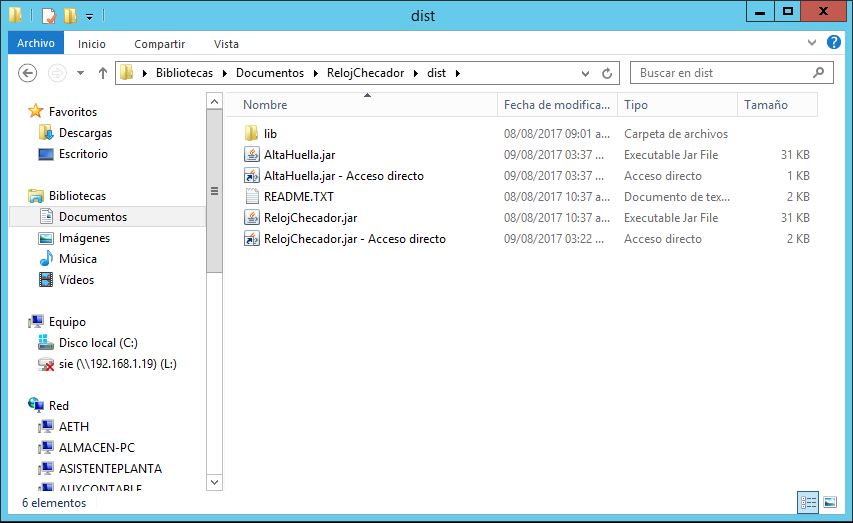 dist
Archivo Inicio Compartir Vista
Bibliotecas Documentos RelojChecador dist Buscar en dist
Nombre Fecha de modifica... Tipo Tamaño
lib 08/08/2017 09:01 a... Carpeta de archivos
AltaHuella.jar 09/08/2017 03:37 ... Executable Jar File 31 KB
AltaHuella.jar - Acceso directo 09/08/2017 03:37 ... Acceso directo 1 KB
README.TXT 08/08/2017 10:37 a... Documento de tex... 2 KB
RelojChecador.jar 08/08/2017 10:37 a... Executable Jar File 31 KB
RelojChecador.jar - Acceso directo 09/08/2017 03:22 ... Acceso directo 2 KB
Favoritos
Descargas
Escritorio
Bibliotecas
Documentos
Imágenes
Música
Vídeos
Equipo
Disco local (C:)
sie (\\192.168.1.19) (L:)
Red
AETH
ALMACEN-PC
ASISTENTEPLANTA
AUXCONTABLE
6 elementos